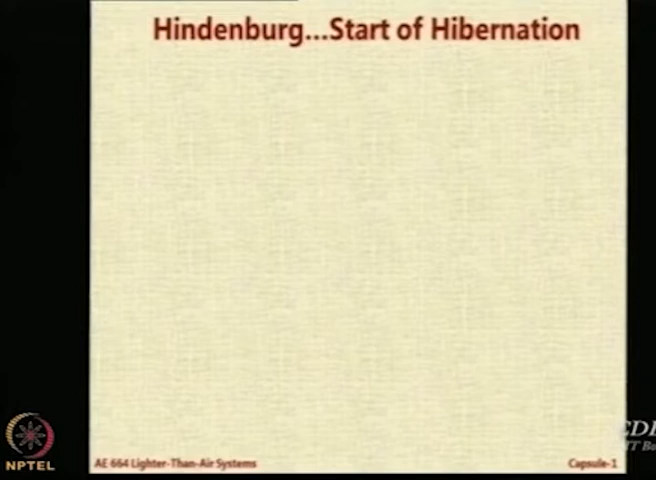 Hindenburg...Start of Hibernation
NPTEL
AE 664 Lighter-Than-Air Systems
Capsule-1